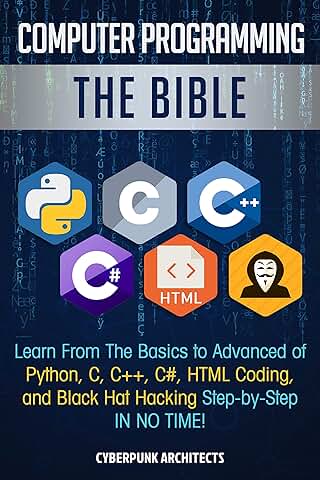 COMPUTER PROGRAMMING
THE BIBLE
C
C++
C#
HTML
Learn From The Basics to Advanced of
Python, C, C++, C#, HTML Coding,
and Black Hat Hacking Step-by-Step
IN NO TIME!
CYBERPUNK ARCHITECTS